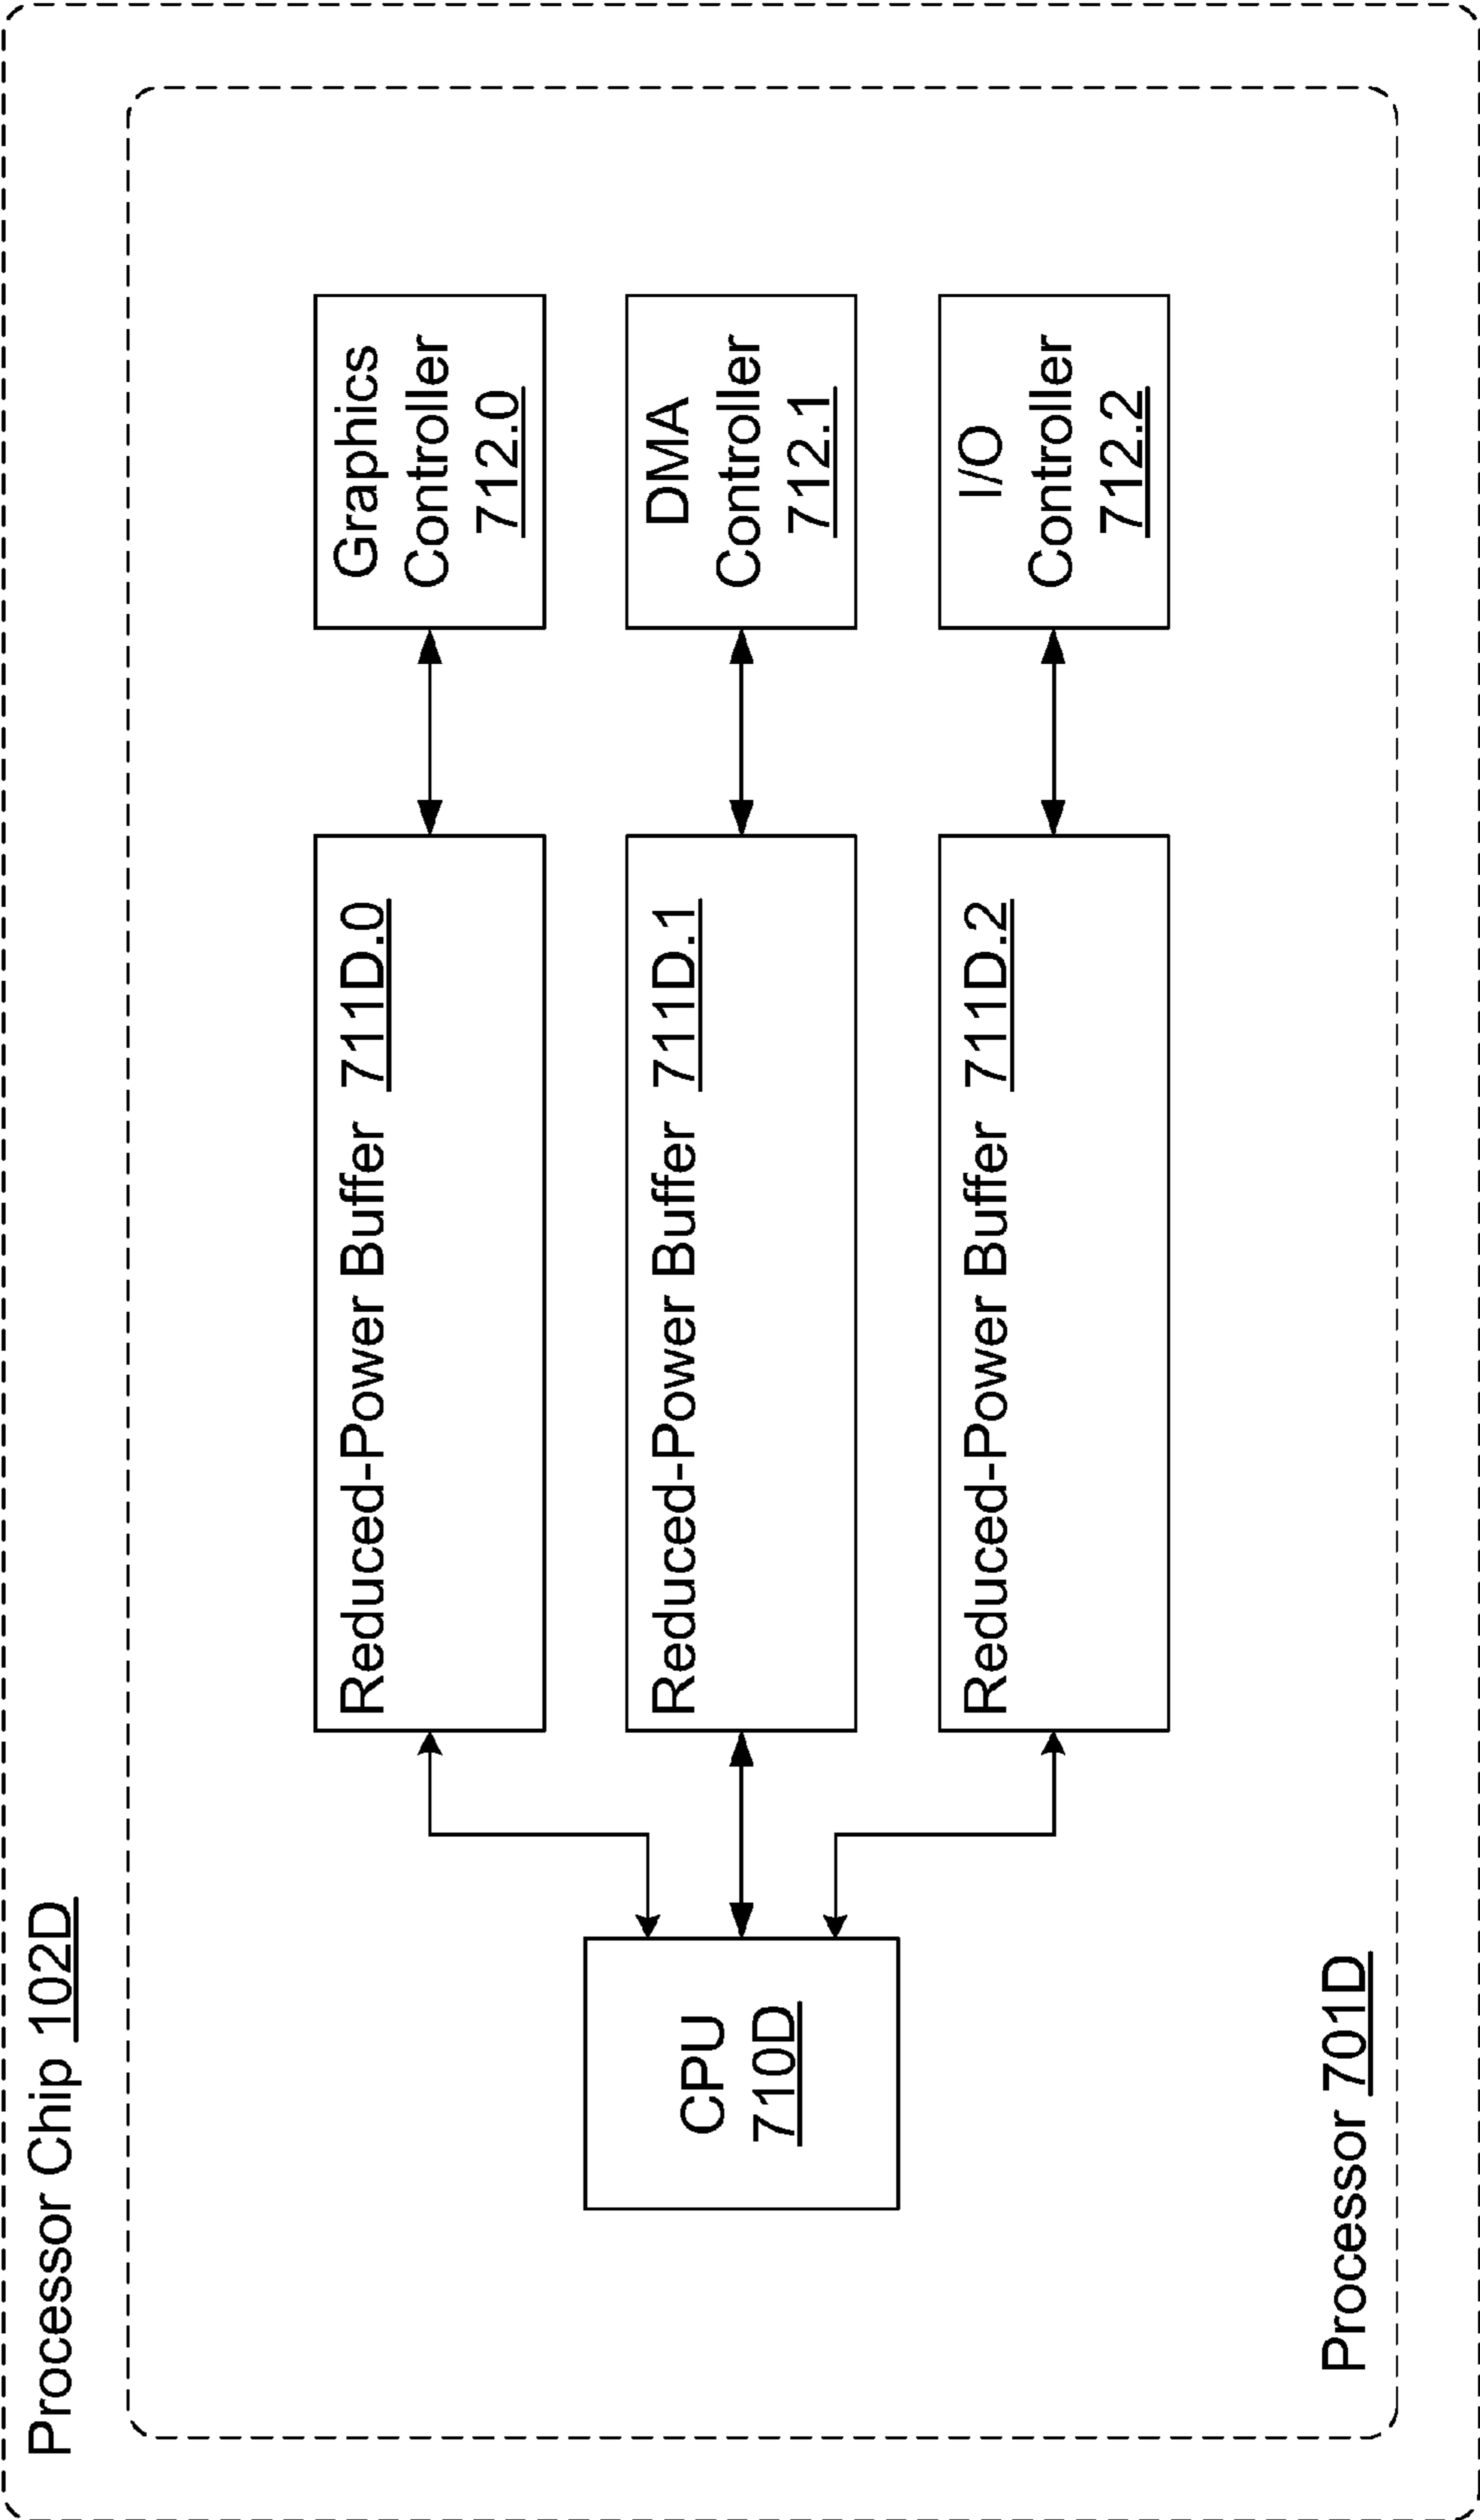 Processor Chip 102D
Reduced-Power Buffer 711D.0
Graphics
Controller
712.0
CPU
710D
Reduced-Power Buffer 711D.1
DMA
Controller
712.1
Reduced-Power Buffer 711D.2
I/O
Controller
712.2
Processor 701D